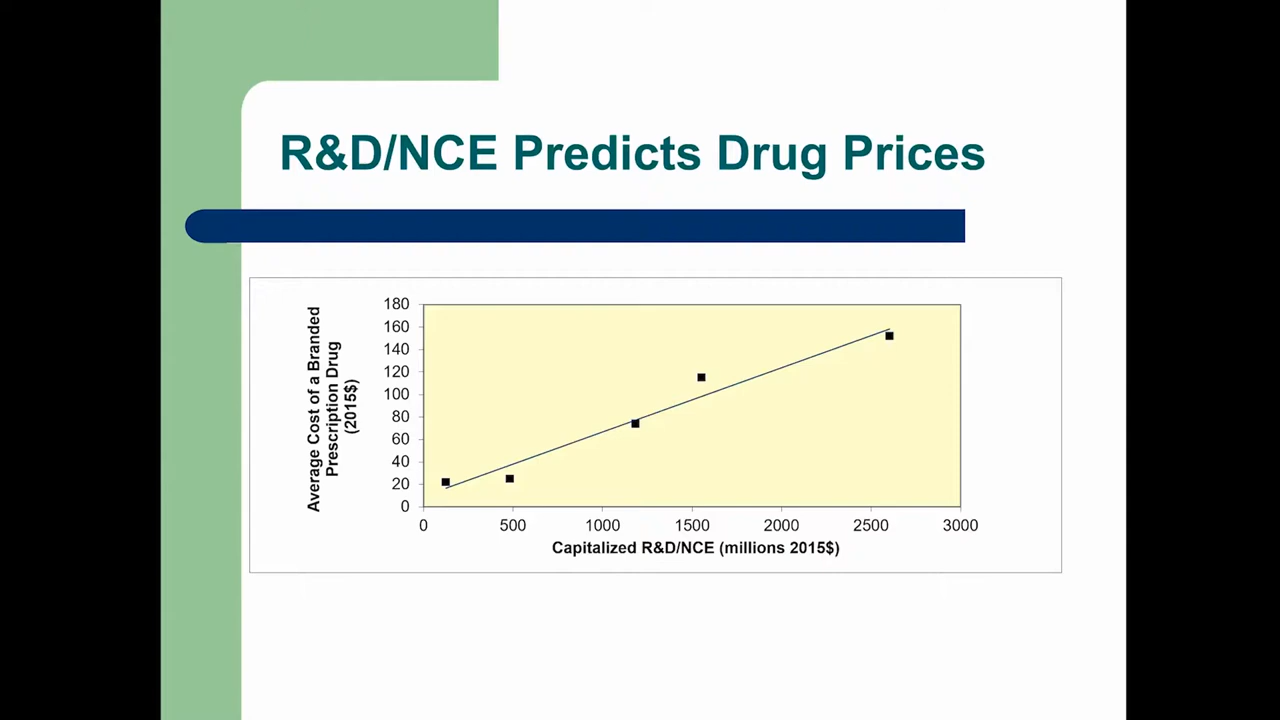 R&D/NCE Predicts Drug Prices
Average Cost of a Branded
Prescription Drug
(2015$)
180
160
140
120
100
80
60
40
20
0
0 500 1000 1500 2000 2500 3000
Capitalized R&D/NCE (millions 2015$)